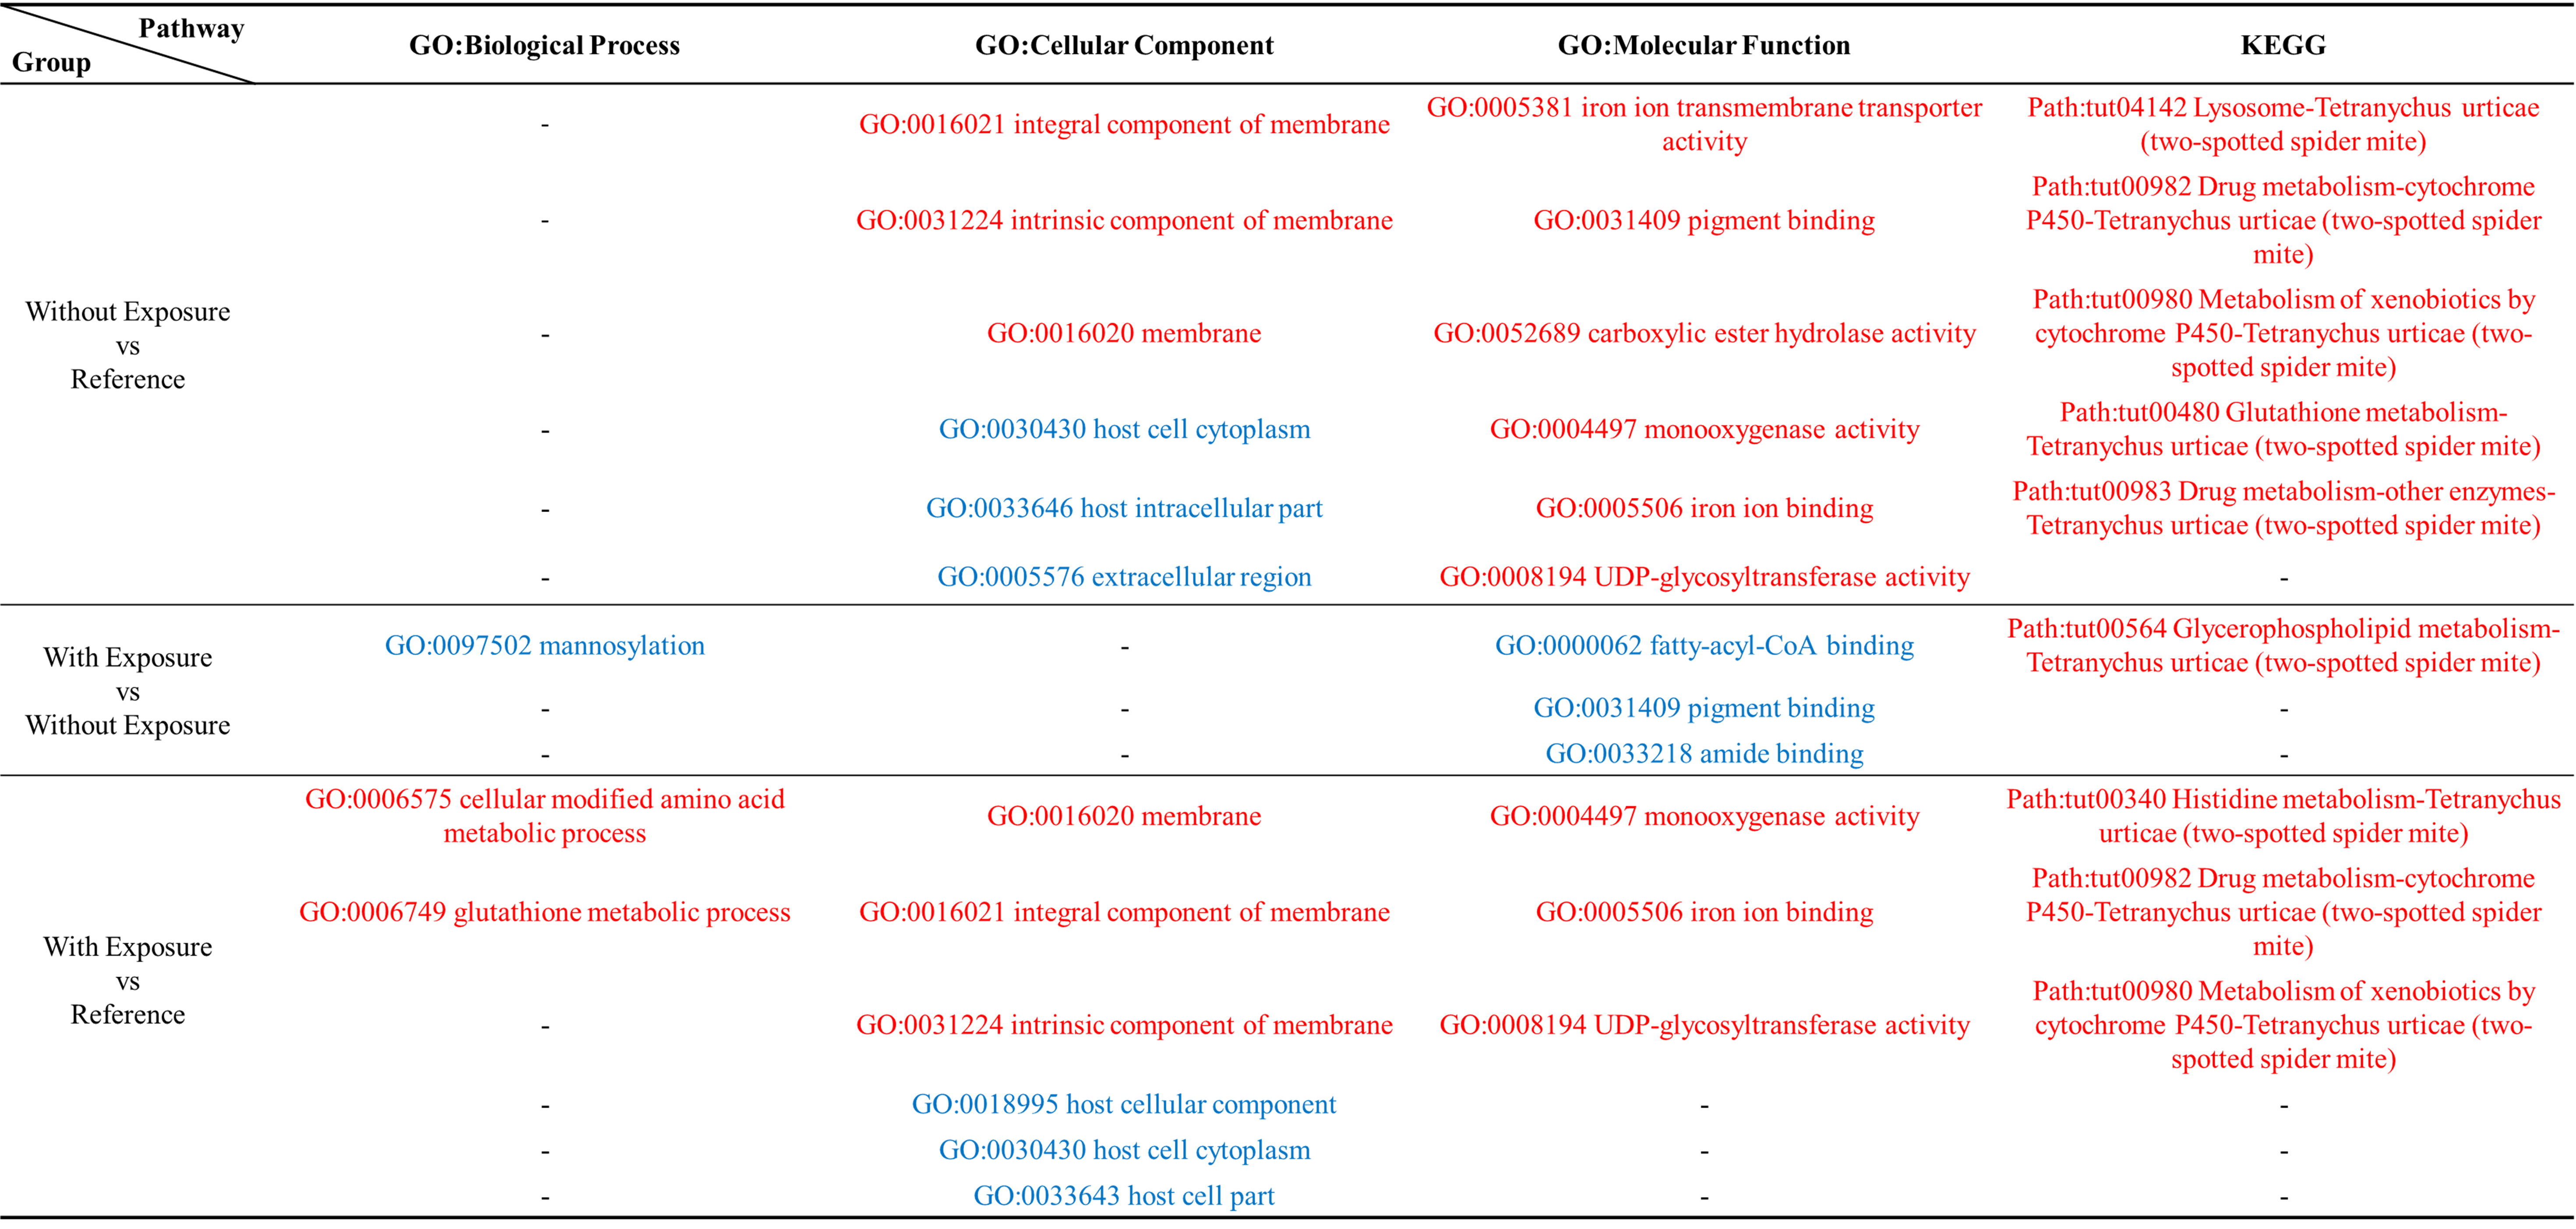 Pathway
Group
GO:Biological Process
GO:Cellular Component
GO:Molecular Function
KEGG
Without Exposure
vs
Reference
-
GO:0016021 integral component of membrane
GO:0005381 iron ion transmembrane transporter
activity
Path:tut04142 Lysosome-Tetranychus urticae
(two-spotted spider mite)
-
GO:0031224 intrinsic component of membrane
GO:0031409 pigment binding
Path:tut00982 Drug metabolism-cytochrome
P450-Tetranychus urticae (two-spotted spider
mite)
-
GO:0016020 membrane
GO:0052689 carboxylic ester hydrolase activity
Path:tut00980 Metabolism of xenobiotics by
cytochrome P450-Tetranychus urticae (two-
spotted spider mite)
-
GO:0030430 host cell cytoplasm
GO:0004497 monooxygenase activity
Path:tut00480 Glutathione metabolism-
Tetranychus urticae (two-spotted spider mite)
-
GO:0033646 host intracellular part
GO:0005506 iron ion binding
Path:tut00983 Drug metabolism-other enzymes-
Tetranychus urticae (two-spotted spider mite)
-
GO:0005576 extracellular region
GO:0008194 UDP-glycosyltransferase activity
-
With Exposure
vs
Without Exposure
GO:0097502 mannosylation
-
GO:0000062 fatty-acyl-CoA binding
Path:tut00564 Glycerophospholipid metabolism-
Tetranychus urticae (two-spotted spider mite)
-
-
GO:0031409 pigment binding
-
-
-
GO:0033218 amide binding
-
With Exposure
vs
Reference
GO:0006575 cellular modified amino acid
metabolic process
GO:0016020 membrane
GO:0004497 monooxygenase activity
Path:tut00340 Histidine metabolism-Tetranychus
urticae (two-spotted spider mite)
GO:0006749 glutathione metabolic process
GO:0016021 integral component of membrane
GO:0005506 iron ion binding
Path:tut00982 Drug metabolism-cytochrome
P450-Tetranychus urticae (two-spotted spider
mite)
-
GO:0031224 intrinsic component of membrane
GO:0008194 UDP-glycosyltransferase activity
Path:tut00980 Metabolism of xenobiotics by
cytochrome P450-Tetranychus urticae (two-
spotted spider mite)
-
GO:0018995 host cellular component
-
-
-
GO:0030430 host cell cytoplasm
-
-
-
GO:0033643 host cell part
-
-